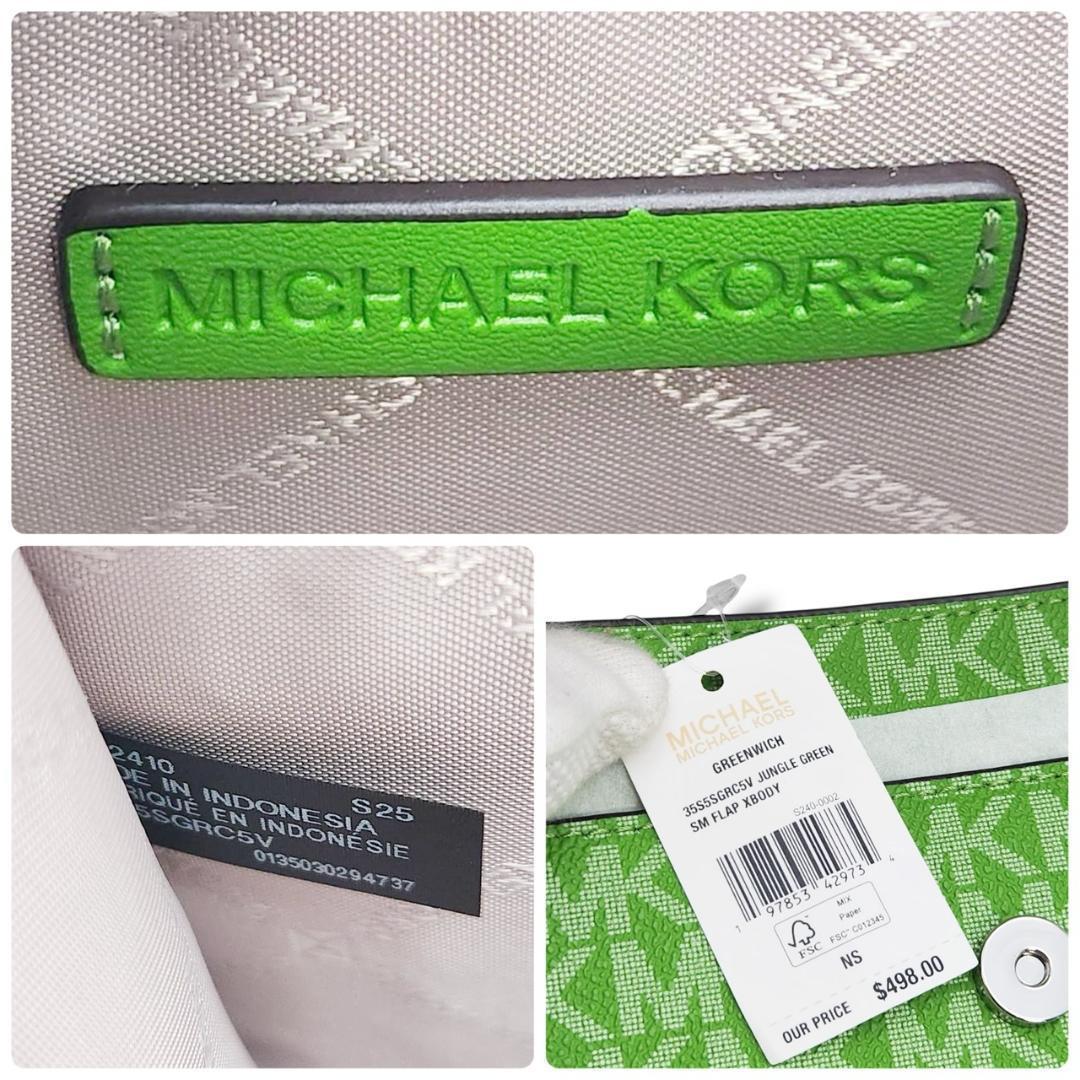 MICHAEL KORS
2410
DE IN INDONESIA
S25
RIQUÉ EN INDONÉSIE
5SGRC5V
0135030294737
MICHAEL
MICHAEL KORS
GREENWICH
35S5SGRC5V JUNGLE GREEN
SM FLAP XBODY
S240-0002
1 97853 42973 4
FSC
MIX
Paper
FSC™ C012345
NS
OUR PRICE $498.00